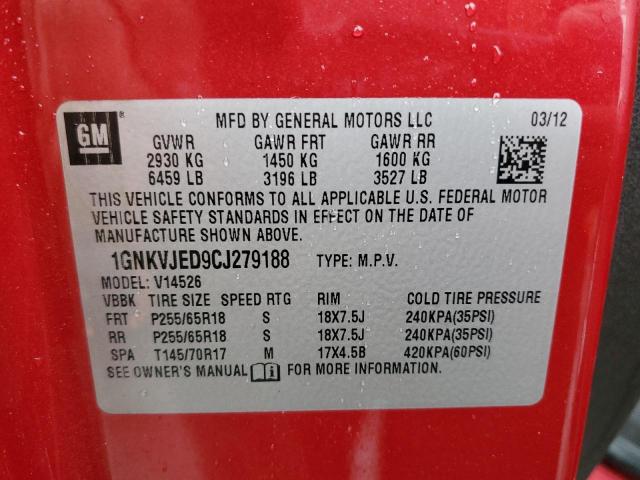 GM ®
MFD BY GENERAL MOTORS LLC 03/12
GVWR GAWR FRT GAWR RR
2930 KG 1450 KG 1600 KG
6459 LB 3196 LB 3527 LB
THIS VEHICLE CONFORMS TO ALL APPLICABLE U.S. FEDERAL MOTOR
VEHICLE SAFETY STANDARDS IN EFFECT ON THE DATE OF
MANUFACTURE SHOWN ABOVE.
1GNKVJED9CJ279188 TYPE: M.P.V.
MODEL: V14526
VBBK TIRE SIZE SPEED RTG RIM COLD TIRE PRESSURE
FRT P255/65R18 S 18X7.5J 240KPA(35PSI)
RR P255/65R18 S 18X7.5J 240KPA(35PSI)
SPA T145/70R17 M 17X4.5B 420KPA(60PSI)
SEE OWNER'S MANUAL FOR MORE INFORMATION.